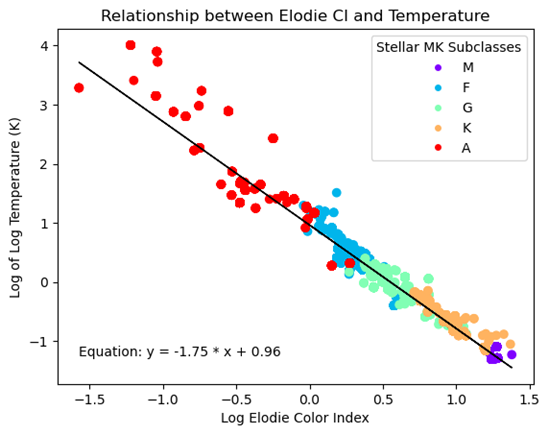 Relationship between Elodie CI and Temperature
Log of Log Temperature (K)
4
3
2
1
0
−1
Stellar MK Subclasses
M
F
G
K
A
Equation: y = -1.75 * x + 0.96
−1.5 −1.0 −0.5 0.0 0.5 1.0 1.5
Log Elodie Color Index